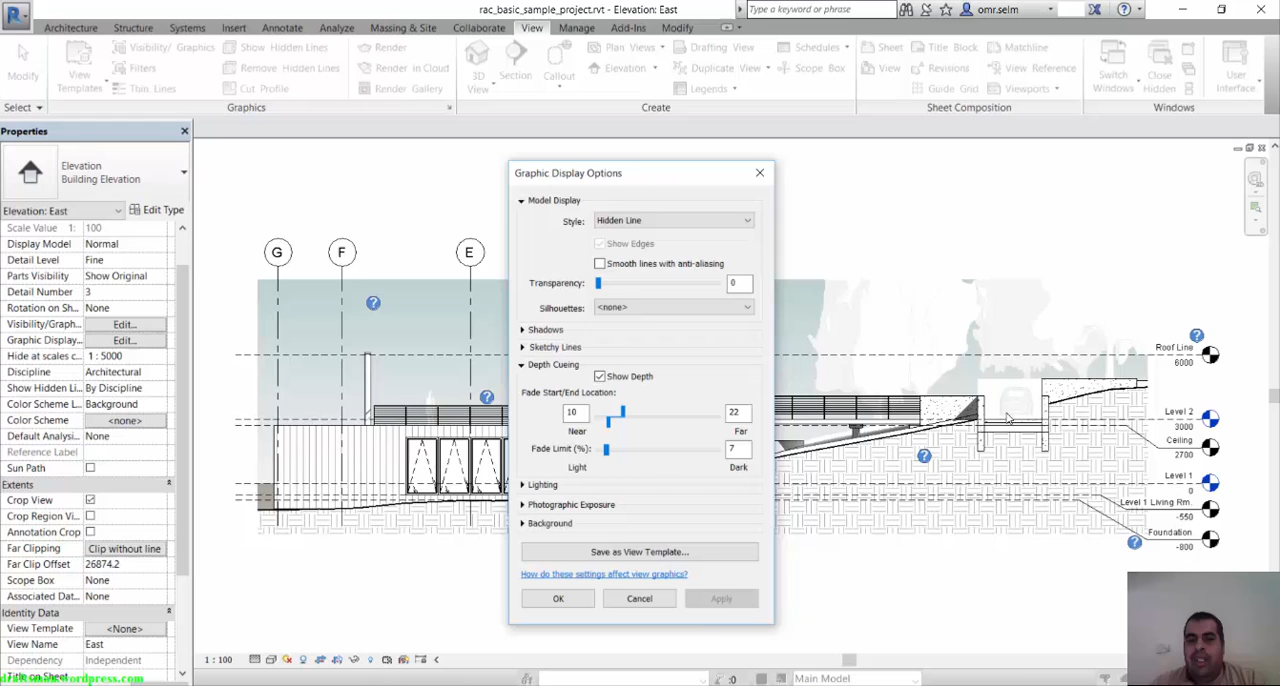 rac_basic_sample_project.rvt - Elevation: East
Type a keyword or phrase
omr.selm
Architecture Structure Systems Insert Annotate Analyze Massing & Site Collaborate View Manage Add-Ins Modify
Modify
View Templates
Visibility/ Graphics
Filters
Thin Lines
Show Hidden Lines
Remove Hidden Lines
Cut Profile
Render
Render in Cloud
Render Gallery
3D View
Section
Callout
Plan Views
Elevation
Drafting View
Duplicate View
Legends
Schedules
Scope Box
Sheet
View
Title Block
Revisions
Guide Grid
Matchline
View Reference
Viewports
Switch Windows
Close Hidden
User Interface
Select
Graphics
Create
Sheet Composition
Windows
Properties
Elevation
Building Elevation
Elevation: East
Edit Type
Scale Value 1: 100
Display Model Normal
Detail Level Fine
Parts Visibility Show Original
Detail Number 3
Rotation on Sh None
Visibility/Graph Edit...
Graphic Display Edit...
Hide at scales c 1 : 5000
Discipline Architectural
Show Hidden L By Discipline
Color Scheme L Background
Color Scheme <none>
Default Analysi None
Reference Label
Sun Path
Extents
Crop View
Crop Region Vi
Annotation Crop
Far Clipping Clip without line
Far Clip Offset 26874.2
Scope Box None
Associated Dat None
Identity Data
View Template <None>
View Name East
Dependency Independent
Title on Sheet
G
F
E
Graphic Display Options
Model Display
Style: Hidden Line
Show Edges
Smooth lines with anti-aliasing
Transparency: 0
Silhouettes: <none>
Shadows
Sketchy Lines
Depth Cueing
Show Depth
Fade Start/End Location:
10 22
Near Far
Fade Limit (%): 7
Light Dark
Lighting
Photographic Exposure
Background
Save as View Template...
How do these settings affect view graphics?
OK Cancel Apply
Roof Line
6000
Level 2
3000
Ceiling
2700
Level 1
0
Level 1 Living Rm.
-550
Foundation
-800
1 : 100
:0
Main Model